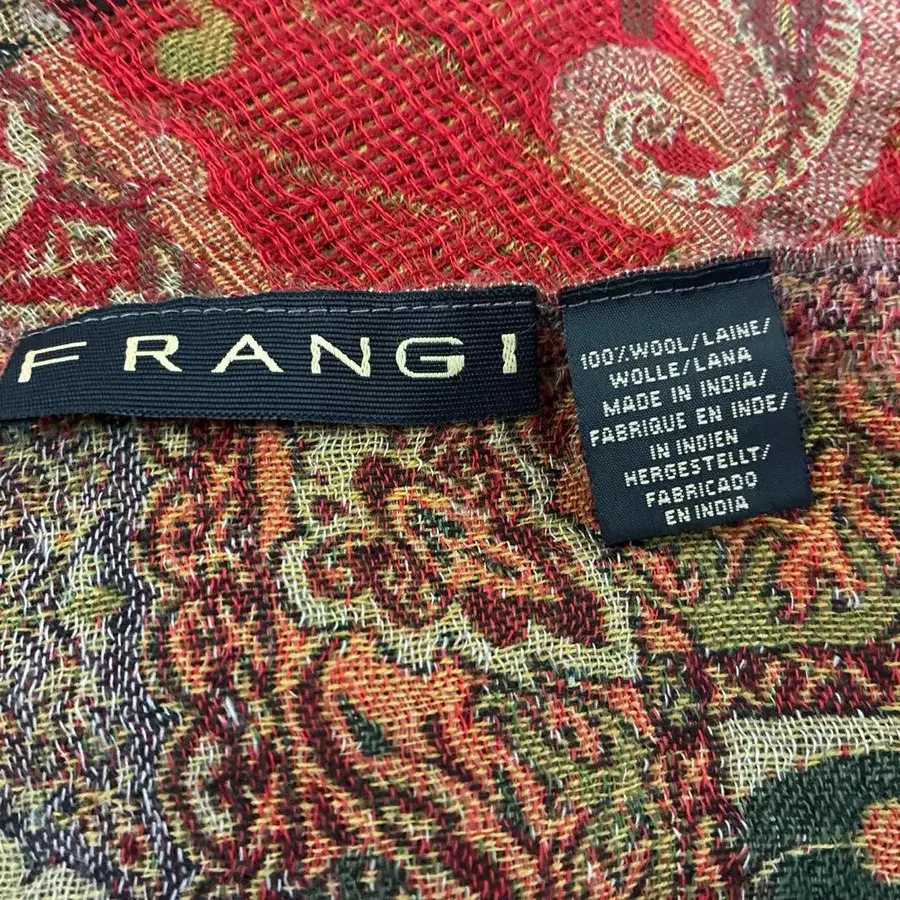 FRANGI
100% WOOL/LAINE/
WOLLE/LANA
MADE IN INDIA/
FABRIQUE EN INDE/
IN INDIEN
HERGESTELLT/
FABRICADO
EN INDIA